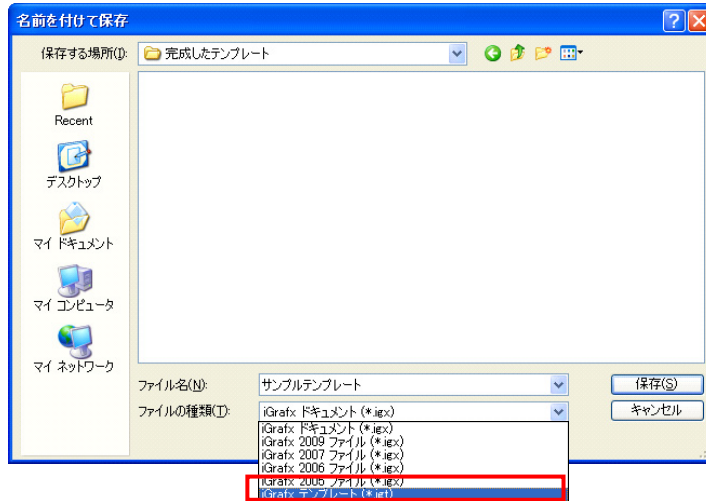 名前を付けて保存
保存する場所(I):
完成したテンプレート
Recent
デスクトップ
マイ ドキュメント
マイ コンピュータ
マイ ネットワーク
ファイル名(N):
サンプルテンプレート
保存(S)
ファイルの種類(T):
iGrafx ドキュメント (*.igx)
キャンセル
iGrafx ドキュメント (*.igx)
iGrafx 2009 ファイル (*.igx)
iGrafx 2007 ファイル (*.igx)
iGrafx 2006 ファイル (*.igx)
iGrafx 2005 ファイル (*.igx)
iGrafx テンプレート (*.igt)